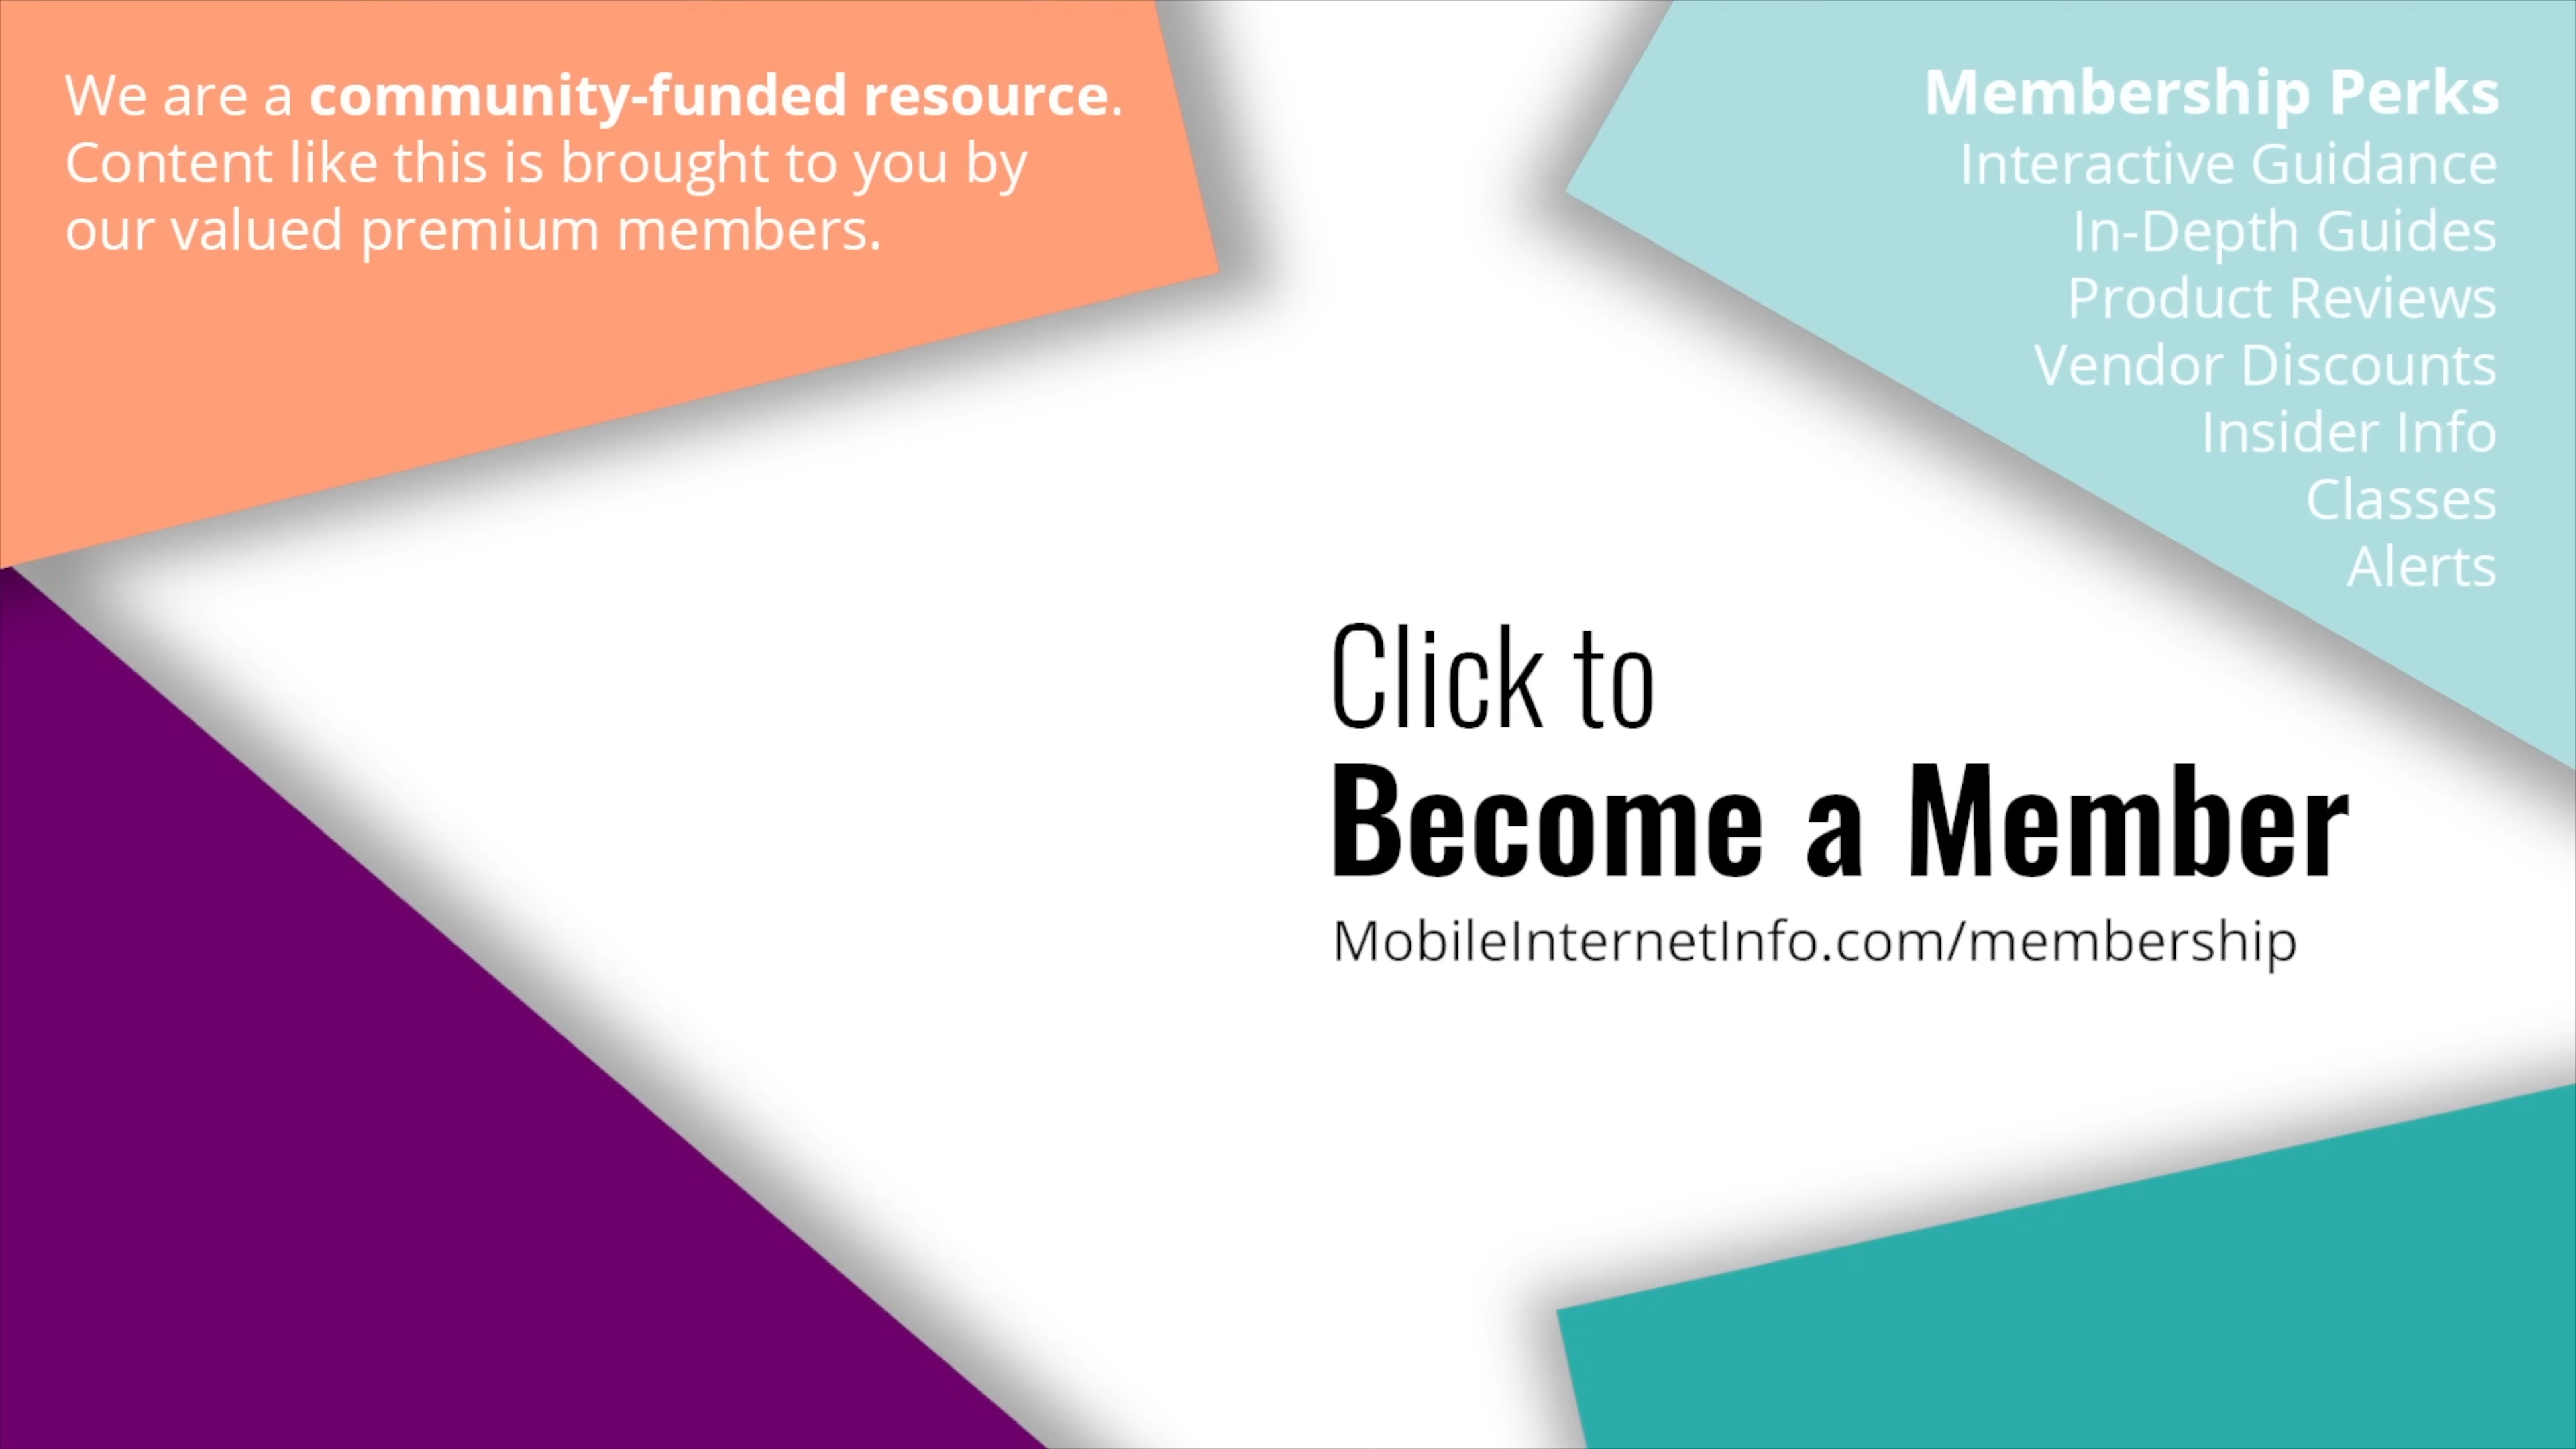 We are a community-funded resource.
Content like this is brought to you by
our valued premium members.
Membership Perks
Interactive Guidance
In-Depth Guides
Product Reviews
Vendor Discounts
Insider Info
Classes
Alerts
Click to
Become a Member
MobileInternetInfo.com/membership